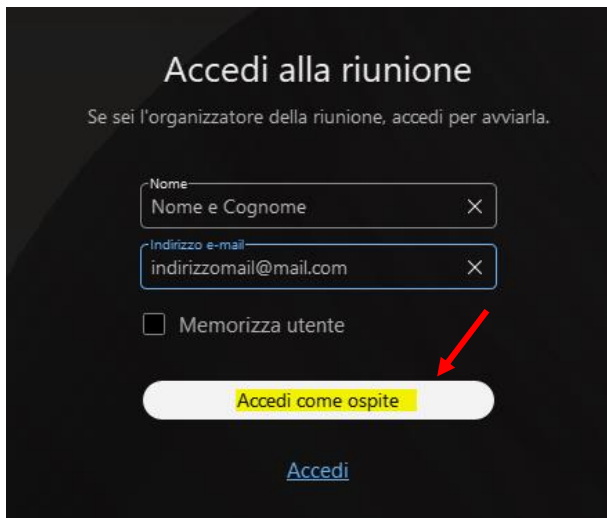 Accedi alla riunione
Se sei l'organizzatore della riunione, accedi per avviarla.
Nome
Nome e Cognome
Indirizzo e-mail
indirizzomail@mail.com
Memorizza utente
Accedi come ospite
Accedi